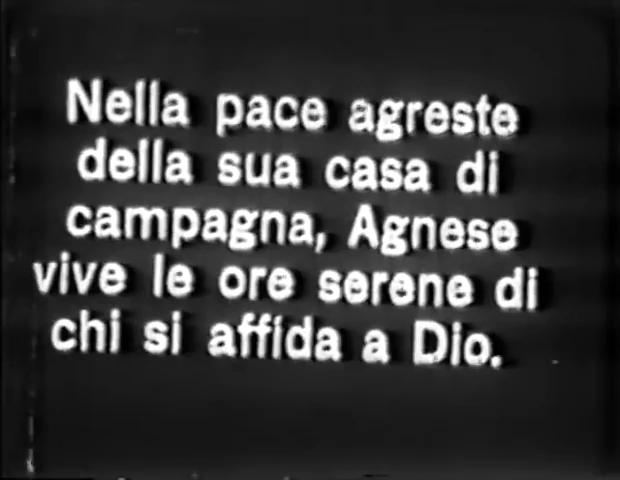 Nella pace agreste
della sua casa di
campagna, Agnese
vive le ore serene di
chi si affida a Dio.